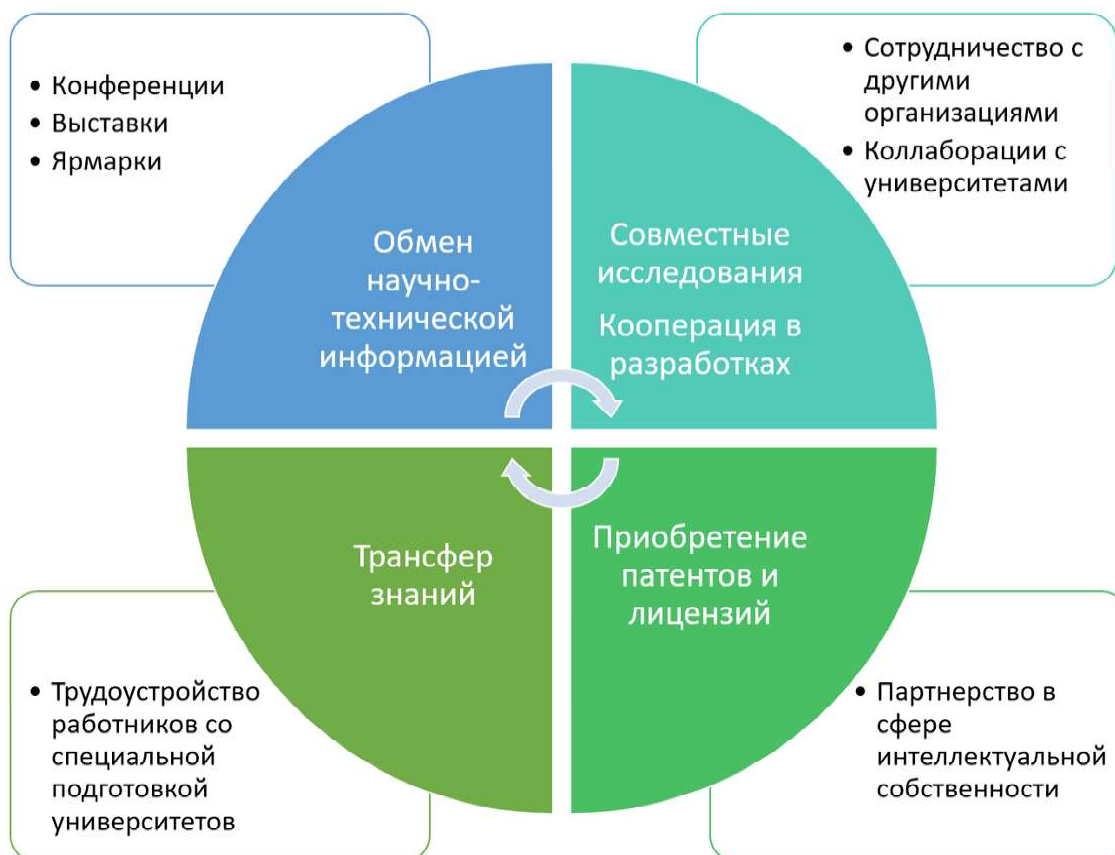 • Конференции
• Выставки
• Ярмарки
Обмен
научно-
технической
информацией
• Сотрудничество с
другими
организациями
• Коллаборации с
университетами
Совместные
исследования
Кооперация в
разработках
Трансфер
знаний
• Трудоустройство
работников со
специальной
подготовкой
университетов
Приобретение
патентов и
лицензий
• Партнерство в
сфере
интеллектуальной
собственности